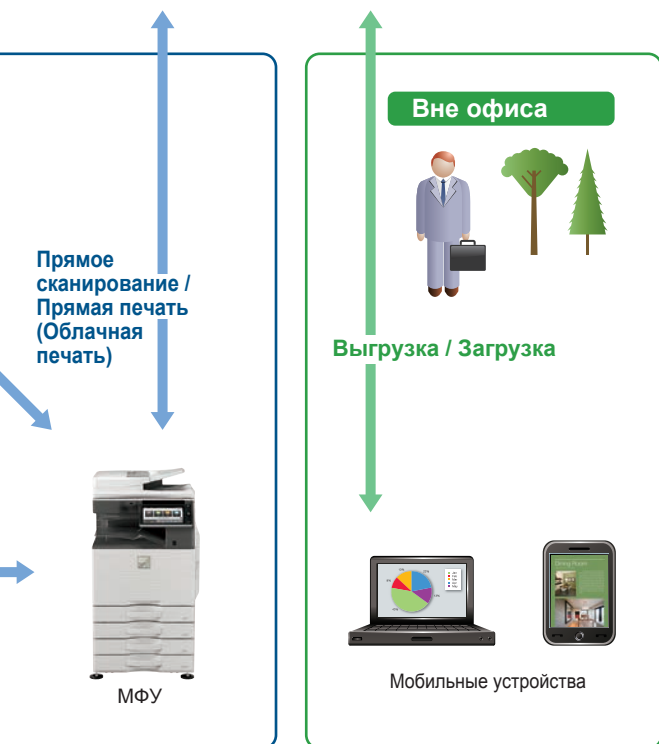 Вне офиса
Прямое
сканирование /
Прямая печать
(Облачная
печать)
Выгрузка / Загрузка
МФУ
Мобильные устройства